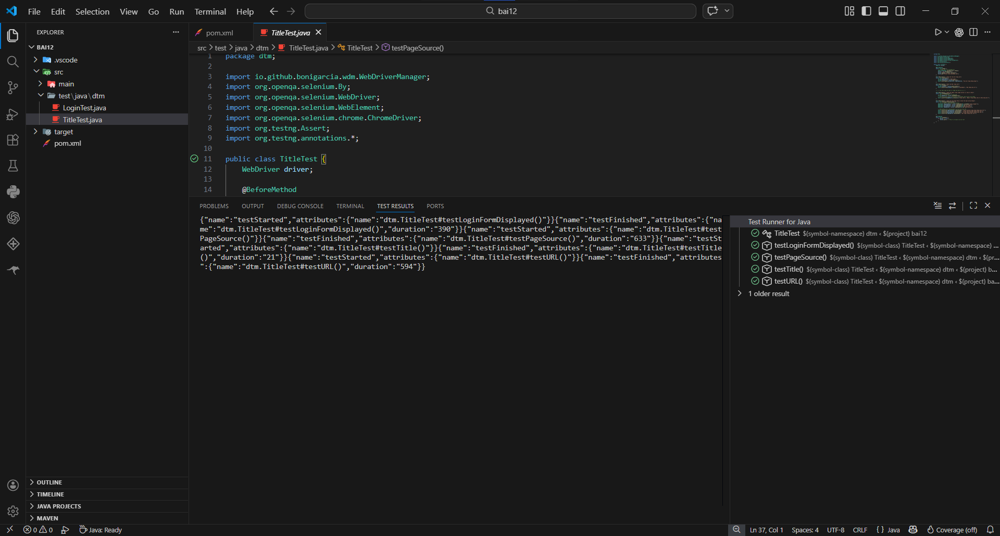 File Edit Selection View Go Run Terminal Help
bai12
EXPLORER
BAI12
.vscode
src
main
test\java\dtm
LoginTest.java
TitleTest.java
target
pom.xml
OUTLINE
TIMELINE
JAVA PROJECTS
MAVEN
pom.xml
TitleTest.java
src > test > java > dtm > TitleTest.java > TitleTest > testPageSource()
1 package dtm;
2
3 import io.github.bonigarcia.wdm.WebDriverManager;
4 import org.openqa.selenium.By;
5 import org.openqa.selenium.WebDriver;
6 import org.openqa.selenium.WebElement;
7 import org.openqa.selenium.chrome.ChromeDriver;
8 import org.testng.Assert;
9 import org.testng.annotations.*;
10
11 public class TitleTest {
12 WebDriver driver;
13
14 @BeforeMethod
PROBLEMS OUTPUT DEBUG CONSOLE TERMINAL TEST RESULTS PORTS
{"name":"testStarted","attributes":{"name":"dtm.TitleTest#testLoginFormDisplayed()"}}{"name":"testFinished","attributes":{"na
me":"dtm.TitleTest#testLoginFormDisplayed()","duration":"390"}}{"name":"testStarted","attributes":{"name":"dtm.TitleTest#test
PageSource()"}}{"name":"testFinished","attributes":{"name":"dtm.TitleTest#testPageSource()","duration":"633"}}{"name":"testSt
arted","attributes":{"name":"dtm.TitleTest#testTitle()"}}{"name":"testFinished","attributes":{"name":"dtm.TitleTest#testTitle
()","duration":"21"}}{"name":"testStarted","attributes":{"name":"dtm.TitleTest#testURL()"}}{"name":"testFinished","attributes
":{"name":"dtm.TitleTest#testURL()","duration":"594"}}
Test Runner for Java
TitleTest $(symbol-namespace) dtm ‹ $(project) bai12
testLoginFormDisplayed() $(symbol-class) TitleTest ‹ $(symbol-namespace) ...
testPageSource() $(symbol-class) TitleTest ‹ $(symbol-namespace) dtm ‹ $(pr...
testTitle() $(symbol-class) TitleTest ‹ $(symbol-namespace) dtm ‹ $(project) b...
testURL() $(symbol-class) TitleTest ‹ $(symbol-namespace) dtm ‹ $(project) ba...
1 older result
0 0 Java: Ready Ln 37, Col 1 Spaces: 4 UTF-8 CRLF {} Java Coverage (off)